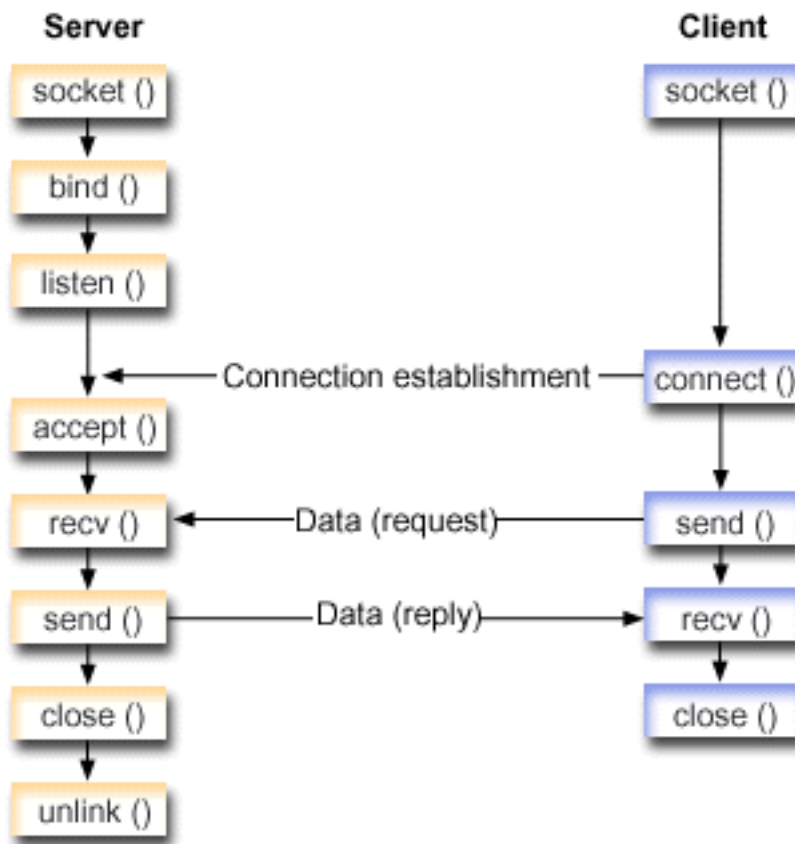 Server
Client
socket ()
socket ()
bind ()
listen ()
Connection establishment
connect ()
accept ()
recv ()
Data (request)
send ()
send ()
Data (reply)
recv ()
close ()
close ()
unlink ()